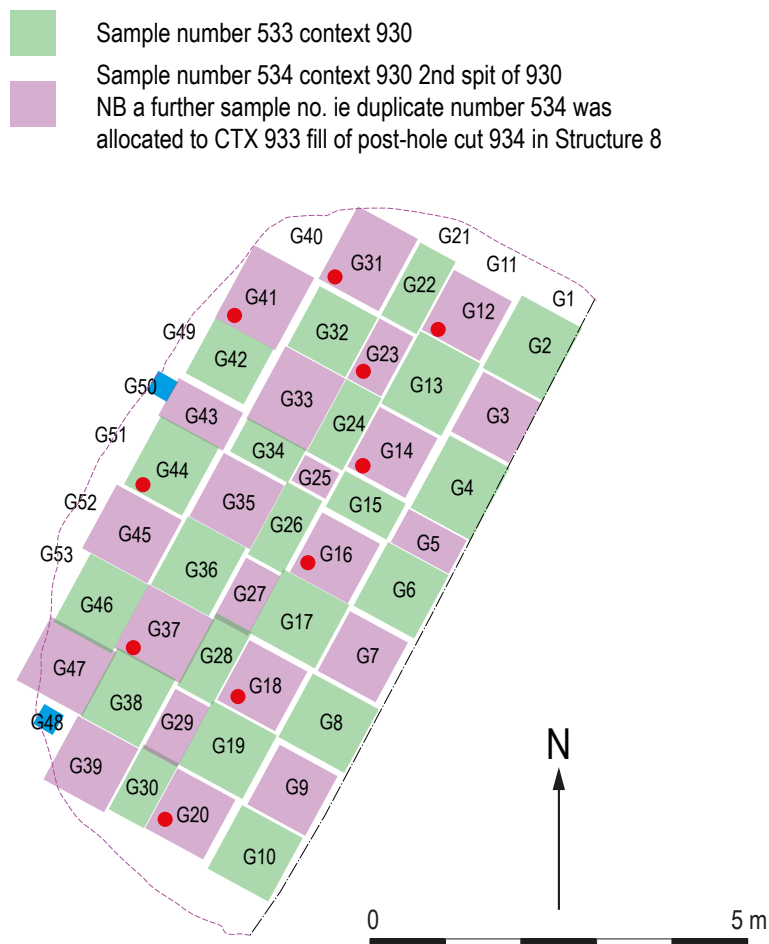 Sample number 533 context 930
Sample number 534 context 930 2nd spit of 930
NB a further sample no. ie duplicate number 534 was
allocated to CTX 933 fill of post-hole cut 934 in Structure 8
G40
G21
G31
G11
G22
G41
G1
G12
G49
G32
G2
G42
G23
G50
G13
G33
G43
G3
G24
G51
G34
G14
G44
G25
G4
G52
G35
G15
G26
G45
G5
G53
G16
G36
G6
G27
G46
G17
G37
G28
G7
G47
G18
G38
G48
G29
G8
G19
N
G39
G30
G9
G20
G10
0
5 m